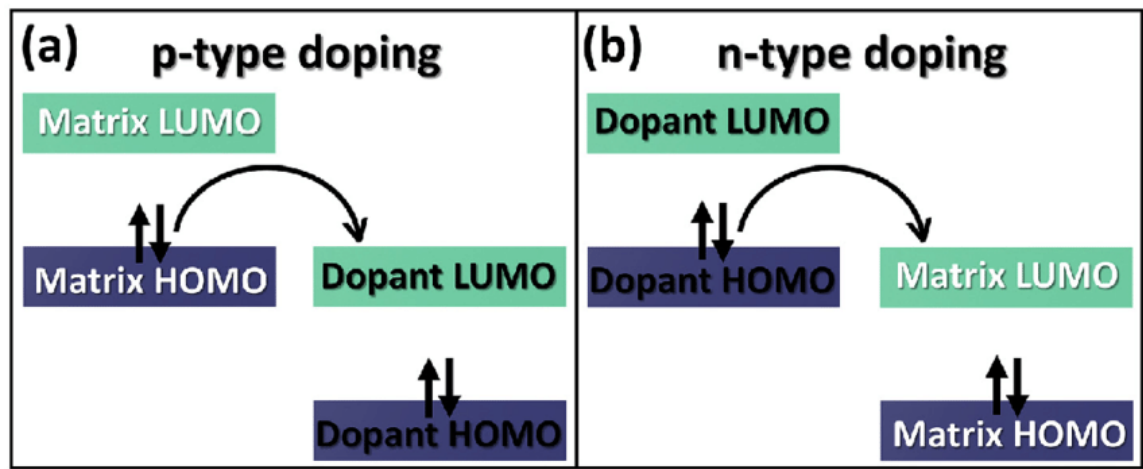 (a)
p-type doping
Matrix LUMO
Matrix HOMO
Dopant LUMO
Dopant HOMO
(b)
n-type doping
Dopant LUMO
Dopant HOMO
Matrix LUMO
Matrix HOMO